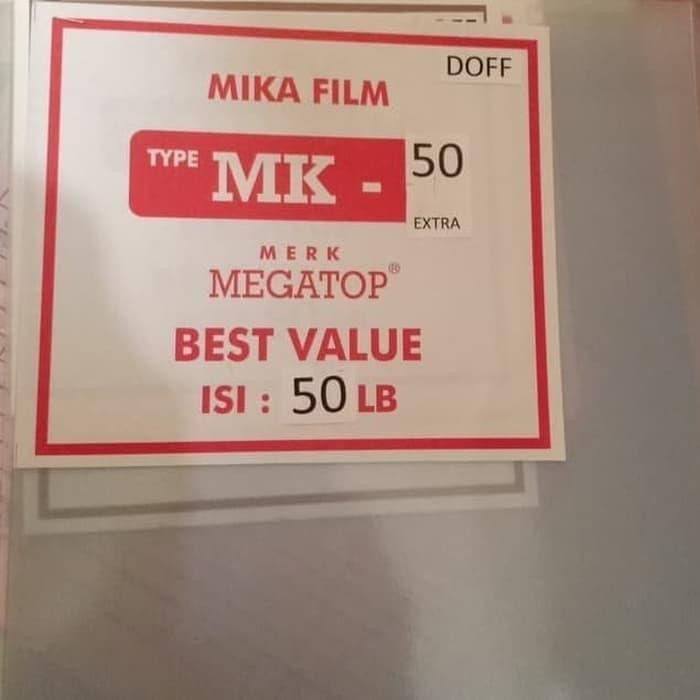 DOFF
MIKA FILM
TYPE MK - 50
EXTRA
MERK
MEGATOP®
BEST VALUE
ISI : 50 LB